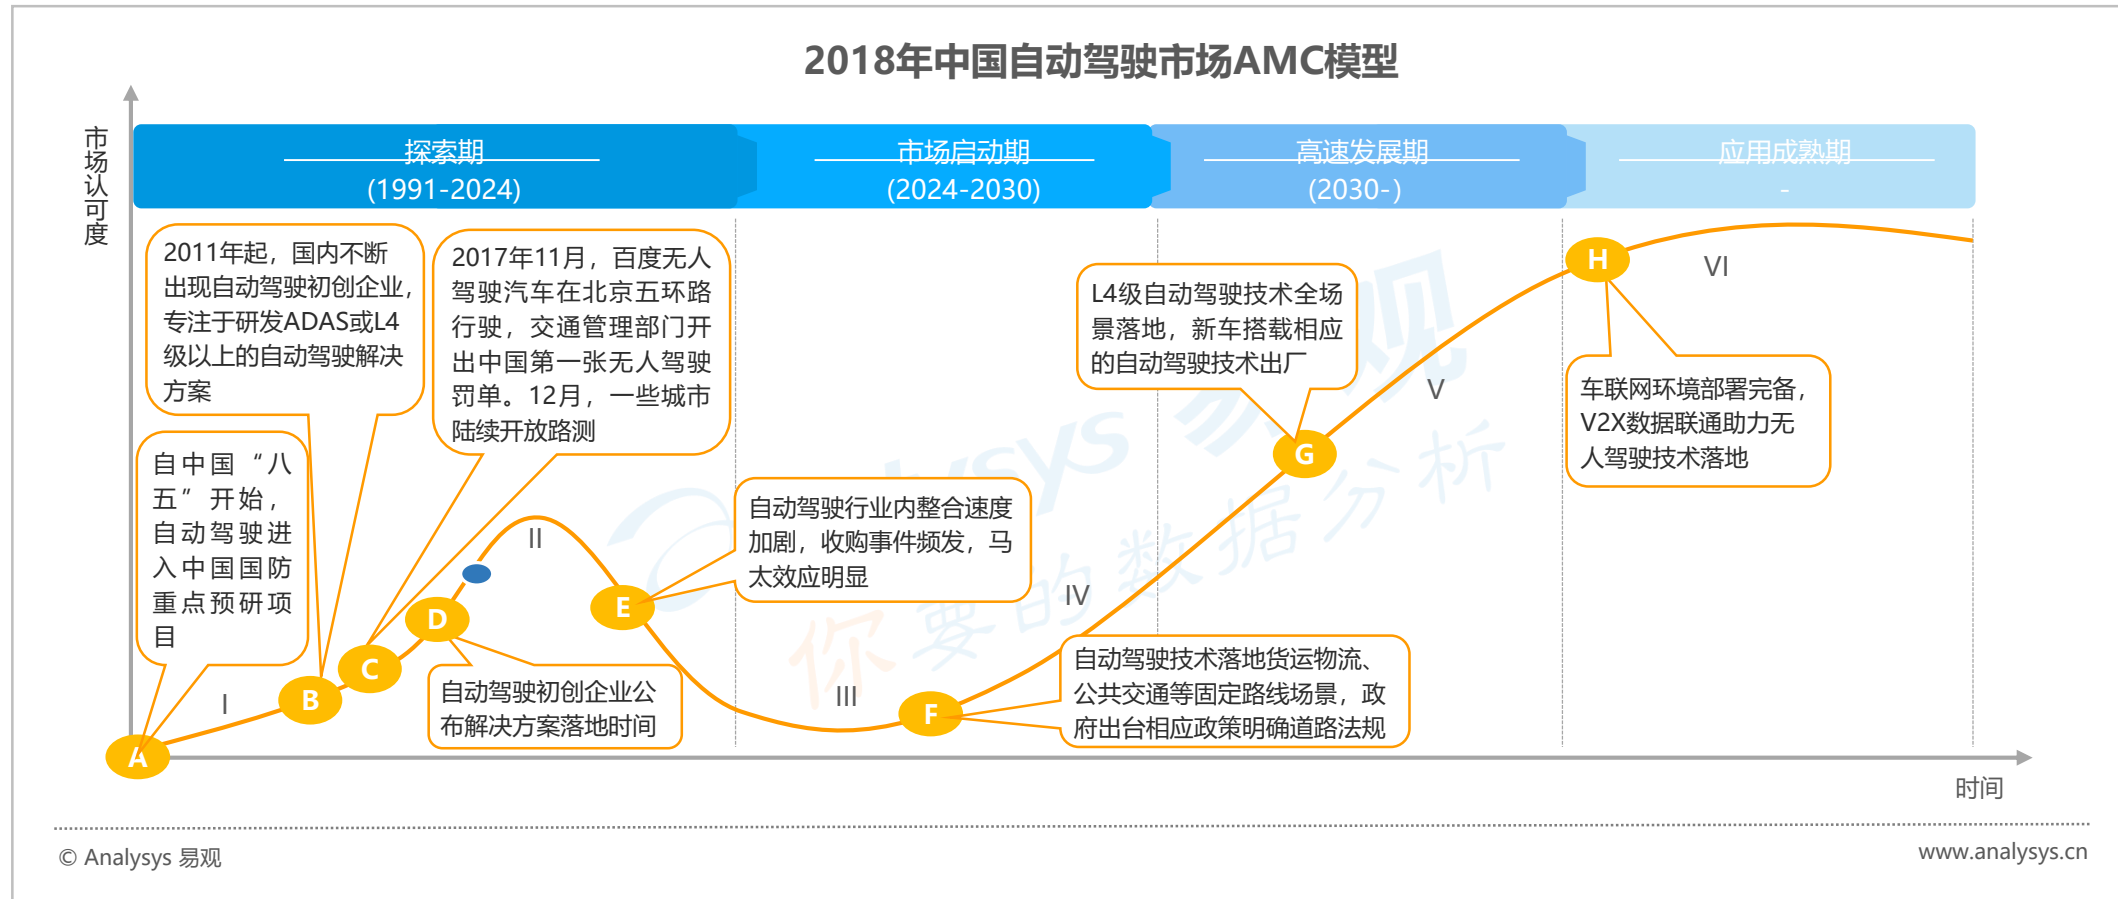 2018年中国自动驾驶市场AMC模型
市场认可度
探索期
(1991-2024)
市场启动期
(2024-2030)
高速发展期
(2030-)
应用成熟期
-
2011年起，国内不断
出现自动驾驶初创企业，
专注于研发ADAS或L4
级以上的自动驾驶解决
方案
2017年11月，百度无人
驾驶汽车在北京五环路
行驶，交通管理部门开
出中国第一张无人驾驶
罚单。12月，一些城市
陆续开放路测
L4级自动驾驶技术全场
景落地，新车搭载相应
的自动驾驶技术出厂
车联网环境部署完备，
V2X数据联通助力无
人驾驶技术落地
自中国“八
五”开始，
自动驾驶进
入中国国防
重点预研项
目
自动驾驶行业内整合速度
加剧，收购事件频发，马
太效应明显
自动驾驶初创企业公
布解决方案落地时间
自动驾驶技术落地货运物流、
公共交通等固定路线场景，政
府出台相应政策明确道路法规
A
B
C
D
E
F
G
H
I
II
III
IV
V
VI
你要的数据分析
时间
© Analysys 易观
www.analysys.cn